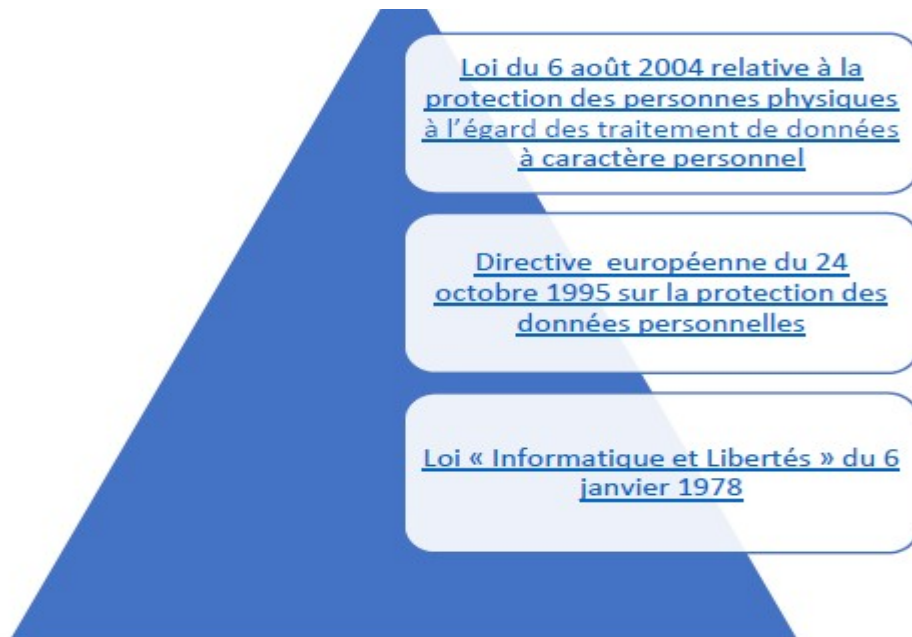 Loi du 6 août 2004 relative à la
protection des personnes physiques
à l’égard des traitement de données
à caractère personnel
Directive européenne du 24
octobre 1995 sur la protection des
données personnelles
Loi « Informatique et Libertés » du 6
janvier 1978